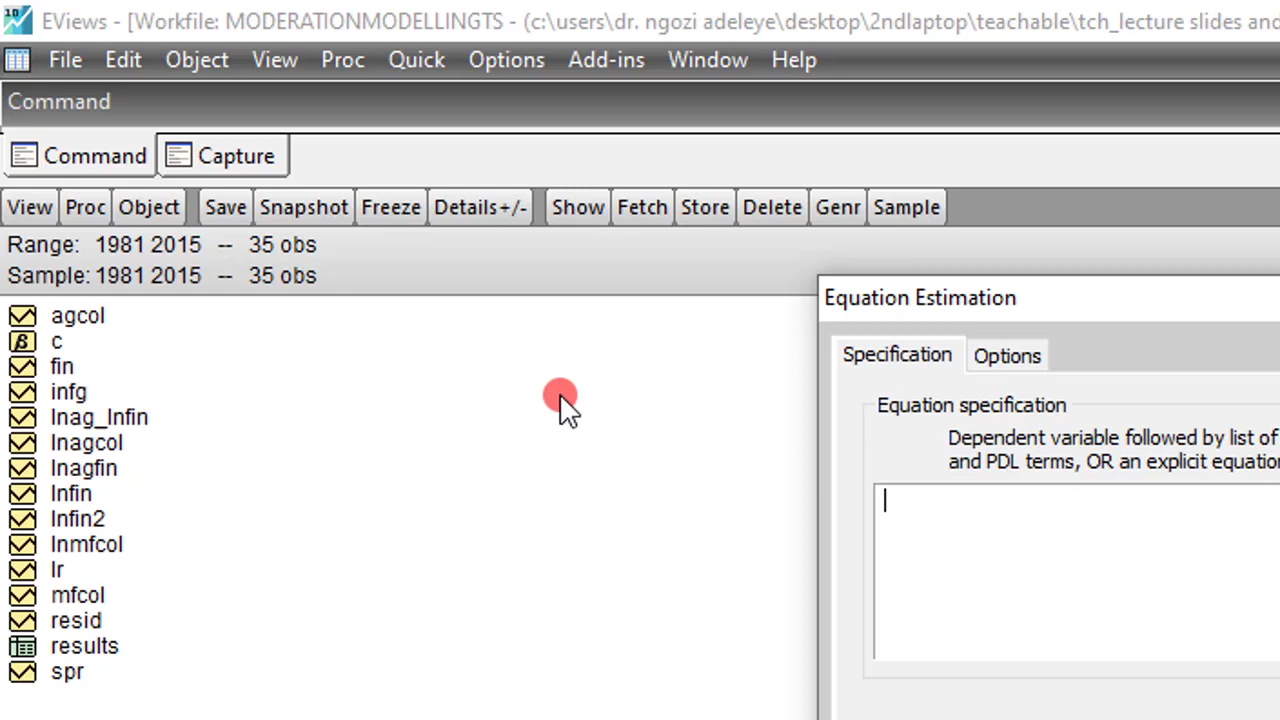 EViews - [Workfile: MODERATIONMODELLINGTS - (c:\users\dr. ngozi adeleye\desktop\2ndlaptop\teachable\tch_lecture slides and
File Edit Object View Proc Quick Options Add-ins Window Help
Command
Command Capture
View Proc Object Save Snapshot Freeze Details+/- Show Fetch Store Delete Genr Sample
Range: 1981 2015 -- 35 obs
Sample: 1981 2015 -- 35 obs
agcol
c
fin
infg
lnag_lnfin
lnagcol
lnagfin
lnfin
lnfin2
lnmfcol
lr
mfcol
resid
results
spr
Equation Estimation
Specification Options
Equation specification
Dependent variable followed by list of
and PDL terms, OR an explicit equation